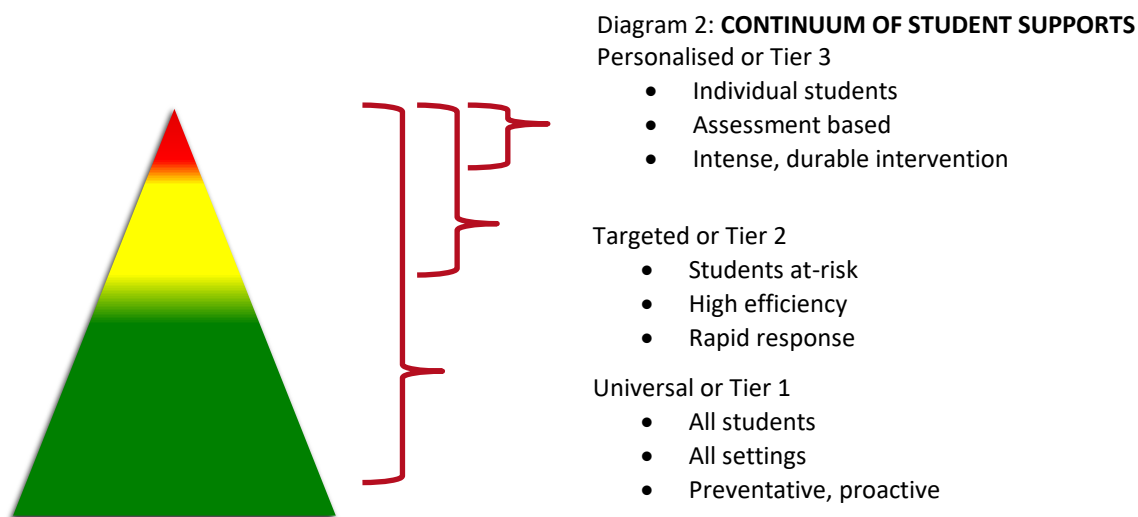 Diagram 2: CONTINUUM OF STUDENT SUPPORTS
Personalised or Tier 3
• Individual students
• Assessment based
• Intense, durable intervention
Targeted or Tier 2
• Students at-risk
• High efficiency
• Rapid response
Universal or Tier 1
• All students
• All settings
• Preventative, proactive